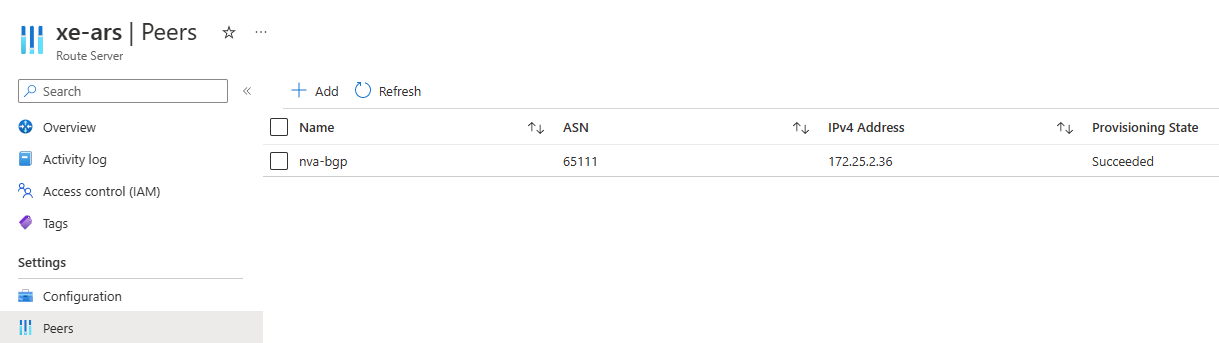 xe-ars | Peers
Route Server
Search
Add Refresh
Overview
Activity log
Access control (IAM)
Tags
Settings
Configuration
Peers
Name ASN IPv4 Address Provisioning State
nva-bgp 65111 172.25.2.36 Succeeded